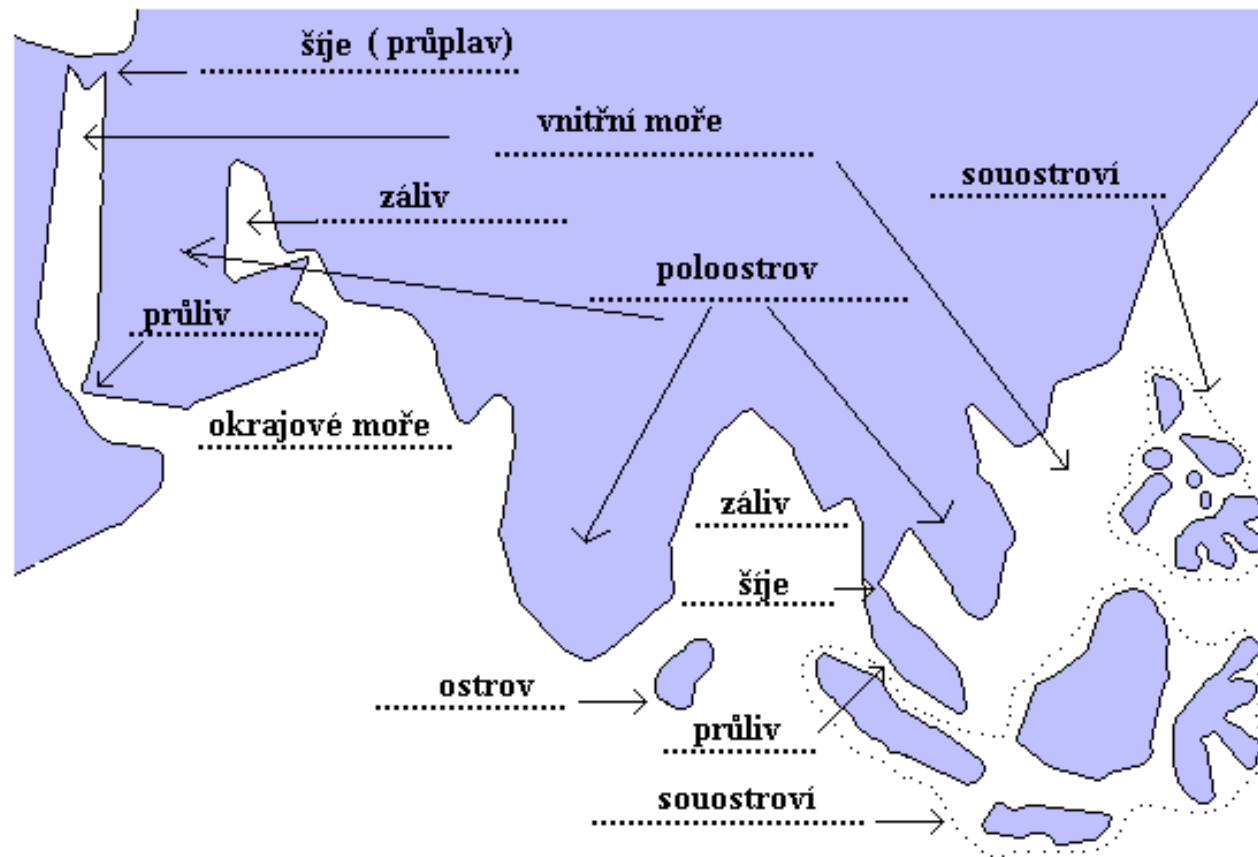 šíje ( průplav)
vnitřní moře
souostroví
záliv
poloostrov
průliv
okrajové moře
záliv
šíje
ostrov
průliv
souostroví